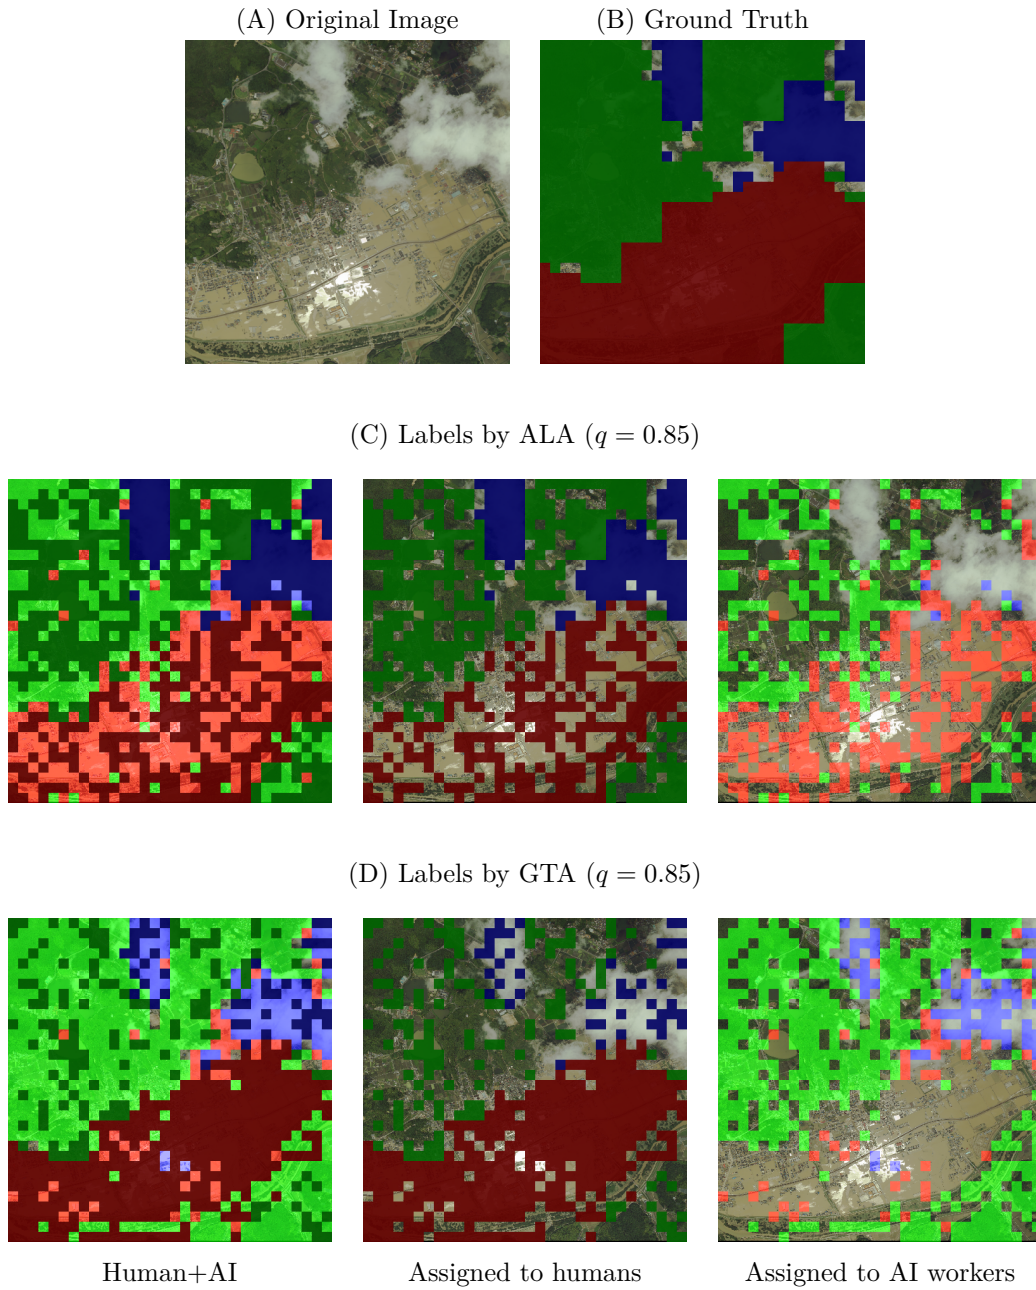 (A) Original Image
(B) Ground Truth
(C) Labels by ALA (q = 0.85)
(D) Labels by GTA (q = 0.85)
Human+AI
Assigned to humans
Assigned to AI workers